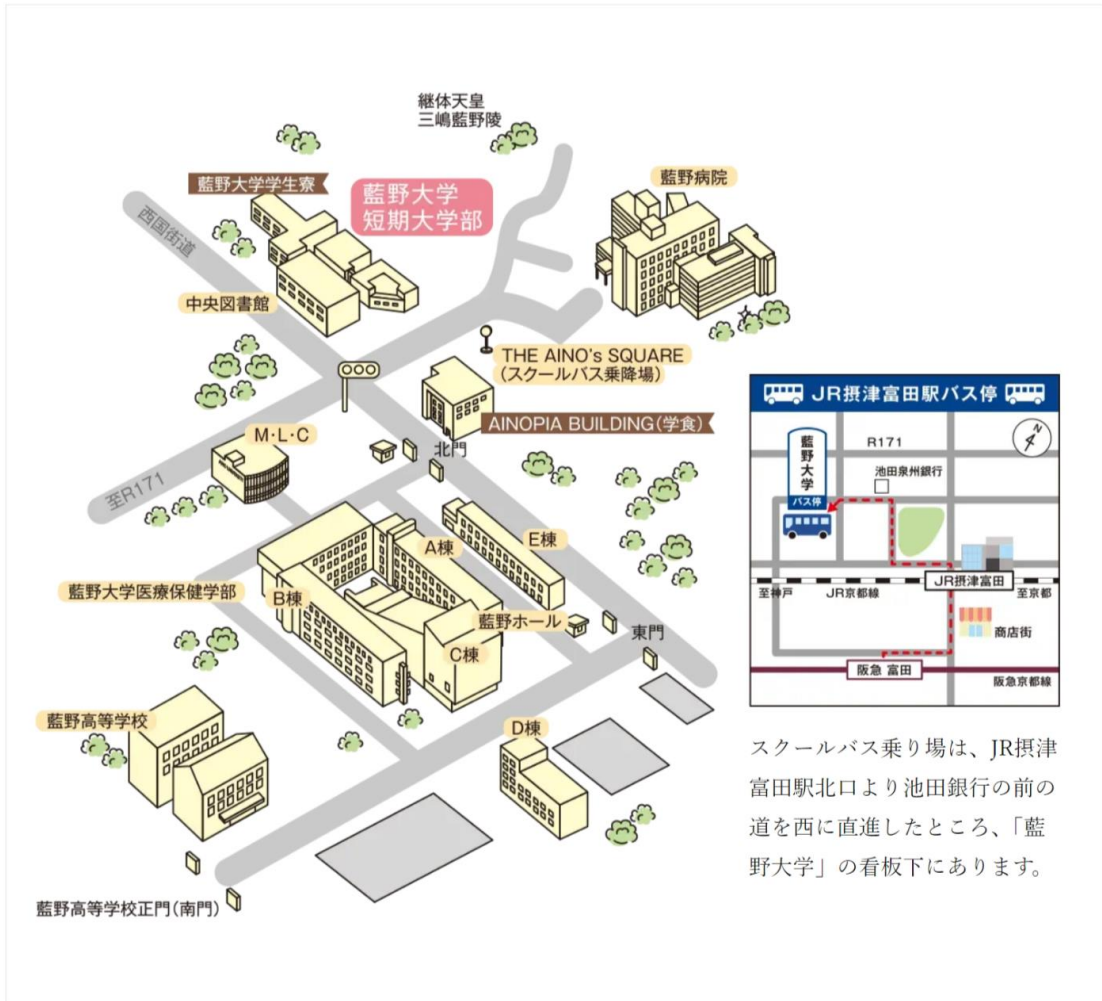 継体天皇
三嶋藍野陵
藍野大学学生寮
藍野大学
短期大学部
藍野病院
西国街道
中央図書館
THE AINO's SQUARE
(スクールバス乗降場)
AINOPIA BUILDING(学食)
M・L・C
北門
至R171
A棟
E棟
藍野大学医療保健学部
B棟
藍野ホール
東門
C棟
藍野高等学校
D棟
藍野高等学校正門(南門)
JR摂津富田駅バス停
藍野大学
バス停
R171
N
池田泉州銀行
JR摂津富田
至神戸
JR京都線
至京都
商店街
阪急 富田
阪急京都線
スクールバス乗り場は、JR摂津
富田駅北口より池田銀行の前の
道を西に直進したところ、「藍
野大学」の看板下にあります。